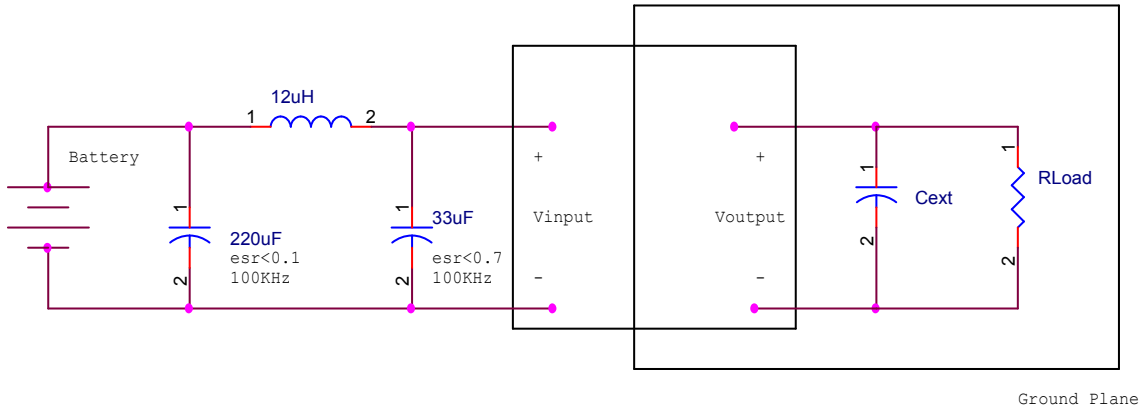 12uH
1
2
Battery
1
2
220uF
esr<0.1
100KHz
1
2
33uF
esr<0.7
100KHz
+
Vinput
-
+
Voutput
-
1
2
Cext
1
2
RLoad
Ground Plane